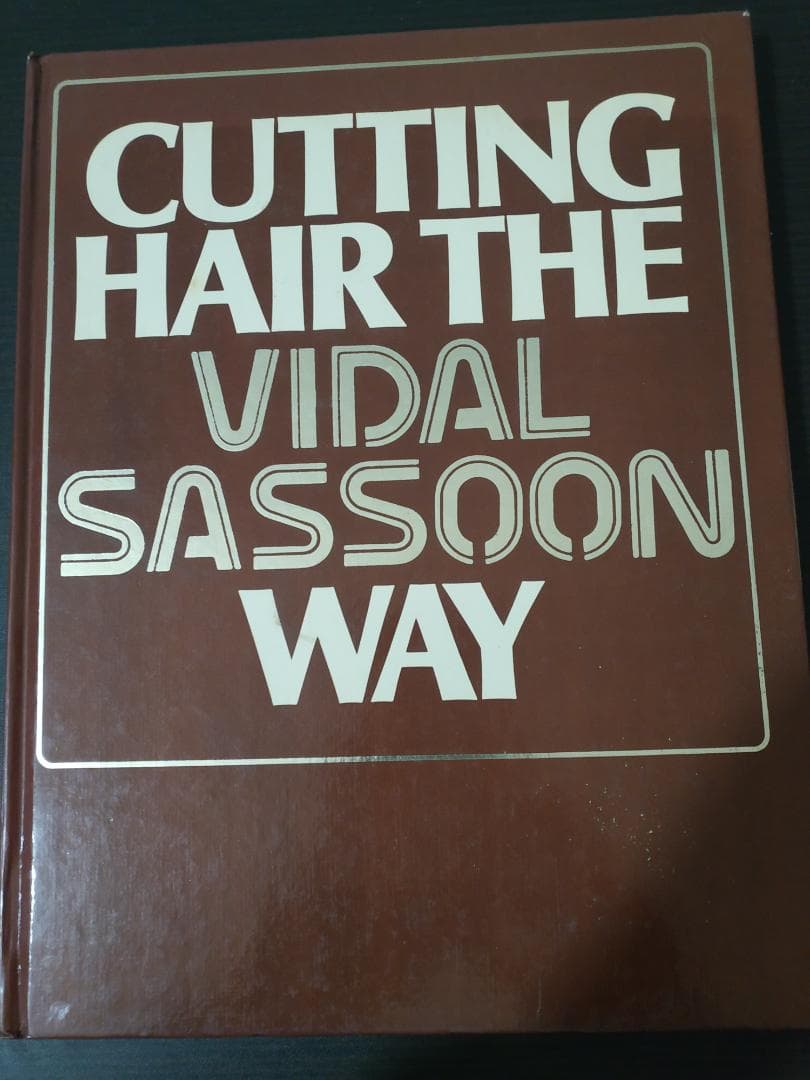 CUTTING
HAIR THE
VIDAL
SASSOON
WAY